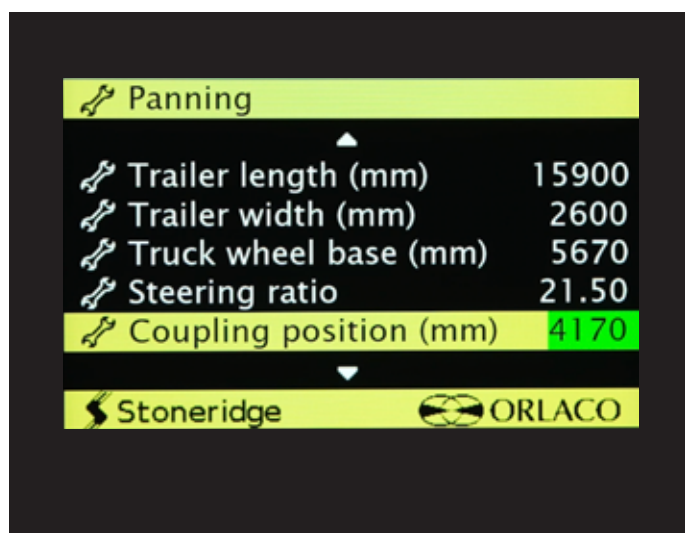 Panning
Trailer length (mm) 15900
Trailer width (mm) 2600
Truck wheel base (mm) 5670
Steering ratio 21.50
Coupling position (mm) 4170
Stoneridge ORLACO